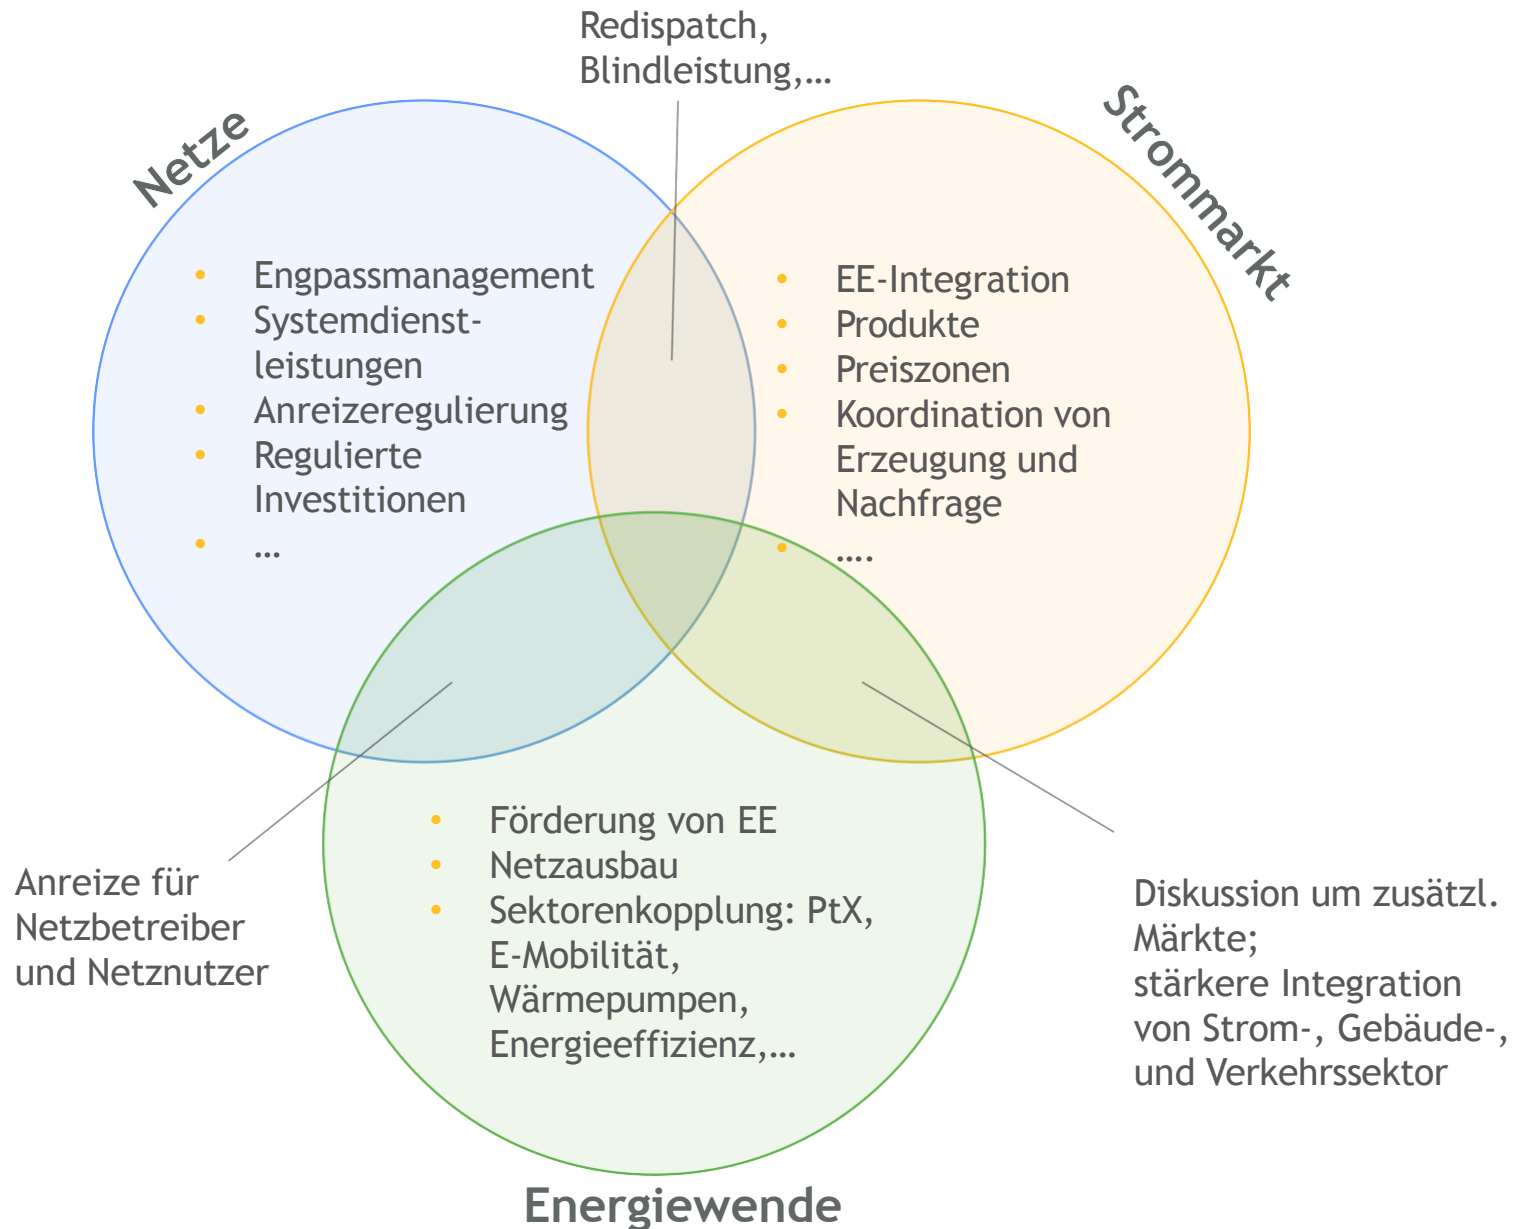 Redispatch,
Blindleistung,…
Netze
Strommarkt
• Engpassmanagement
• Systemdienst-
leistungen
• Anreizeregulierung
• Regulierte
Investitionen
• …
• EE-Integration
• Produkte
• Preiszonen
• Koordination von
Erzeugung und
Nachfrage
• ….
• Förderung von EE
• Netzausbau
• Sektorenkopplung: PtX,
E-Mobilität,
Wärmepumpen,
Energieeffizienz,…
Anreize für
Netzbetreiber
und Netznutzer
Diskussion um zusätzl.
Märkte;
stärkere Integration
von Strom-, Gebäude-,
und Verkehrssektor
Energiewende